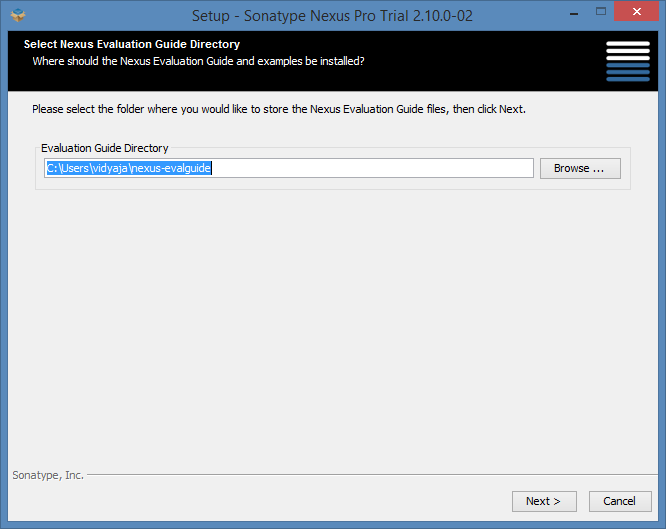 Setup - Sonatype Nexus Pro Trial 2.10.0-02
Select Nexus Evaluation Guide Directory
Where should the Nexus Evaluation Guide and examples be installed?
Please select the folder where you would like to store the Nexus Evaluation Guide files, then click Next.
Evaluation Guide Directory
C:\Users\vidyaja\nexus-evalguide
Browse ...
Sonatype, Inc.
Next >
Cancel